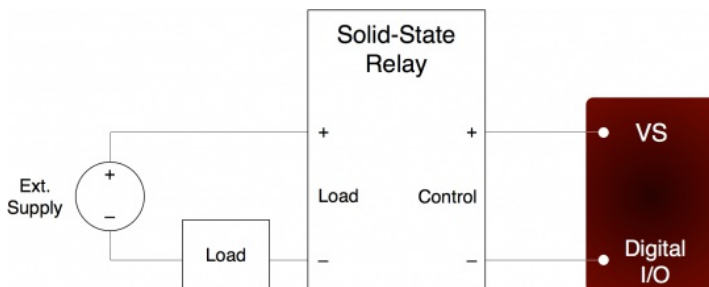 Solid-State
Relay
+
+
VS
+
Ext.
Supply
Load
Control
−
Load
−
−
Digital
I/O